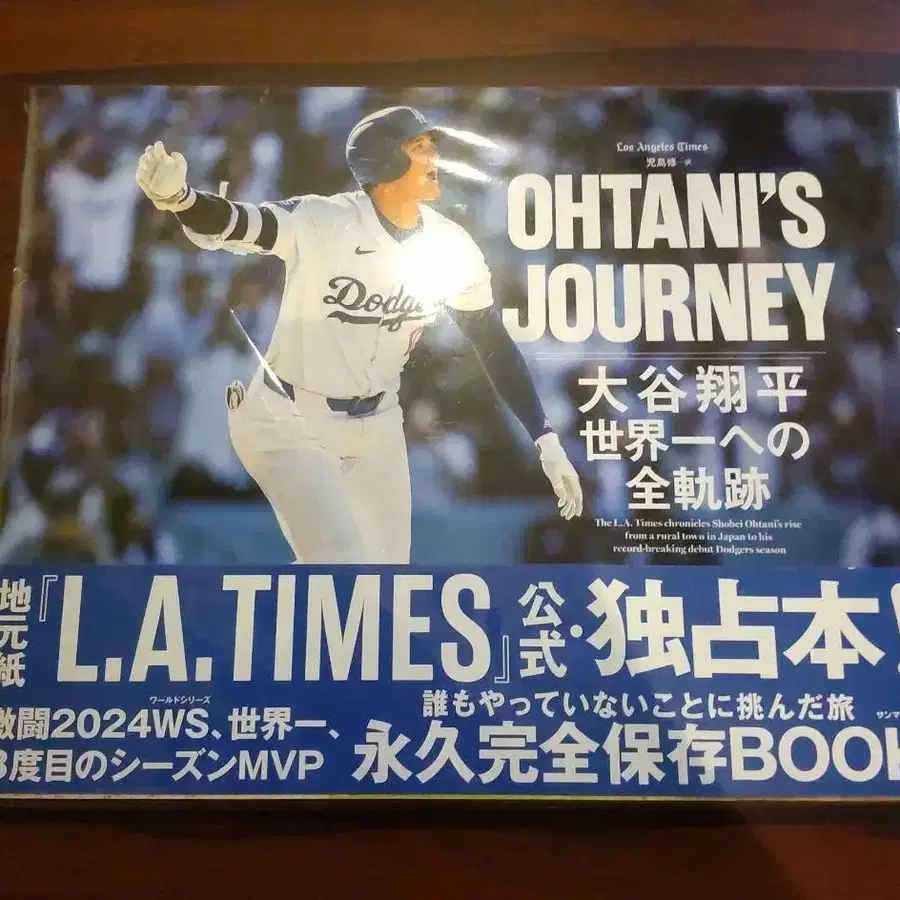 Los Angeles Times
児島修 訳
OHTANI'S
JOURNEY
大谷翔平
世界一への
全軌跡
The L.A. Times chronicles Shohei Ohtani's rise
from a rural town in Japan to his
record-breaking debut Dodgers season
Dodgers
地元紙『L.A.TIMES』公式・独占本!
ワールドシリーズ
激闘2024WS、世界一、
3度目のシーズンMVP
誰もやっていないことに挑んだ旅
永久完全保存BOOK